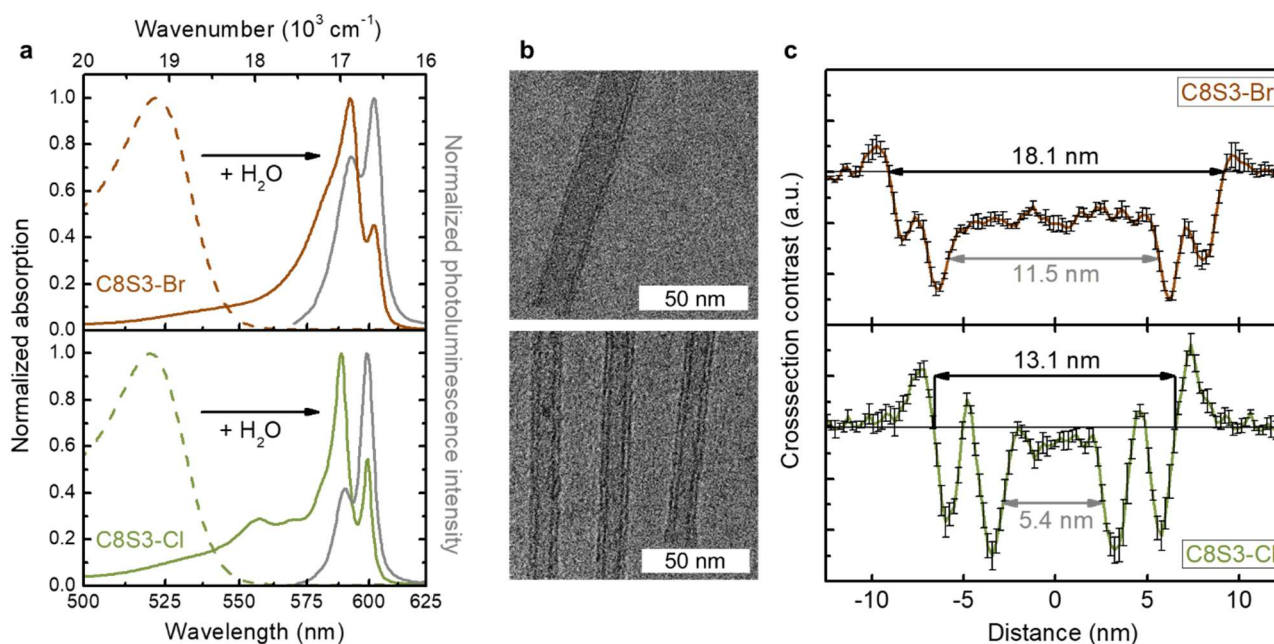 a
Wavenumber (10³ cm⁻¹)
20 19 18 17 16
1.0
0.8
0.6
0.4
0.2
0.0
+ H₂O
C8S3-Br
1.0
0.8
0.6
0.4
0.2
0.0
+ H₂O
C8S3-Cl
500 525 550 575 600 625
Wavelength (nm)
Normalized absorption
Normalized photoluminescence intensity
b
50 nm
50 nm
c
C8S3-Br
18.1 nm
11.5 nm
13.1 nm
5.4 nm
C8S3-Cl
-10 -5 0 5 10
Distance (nm)
Crosssection contrast (a.u.)